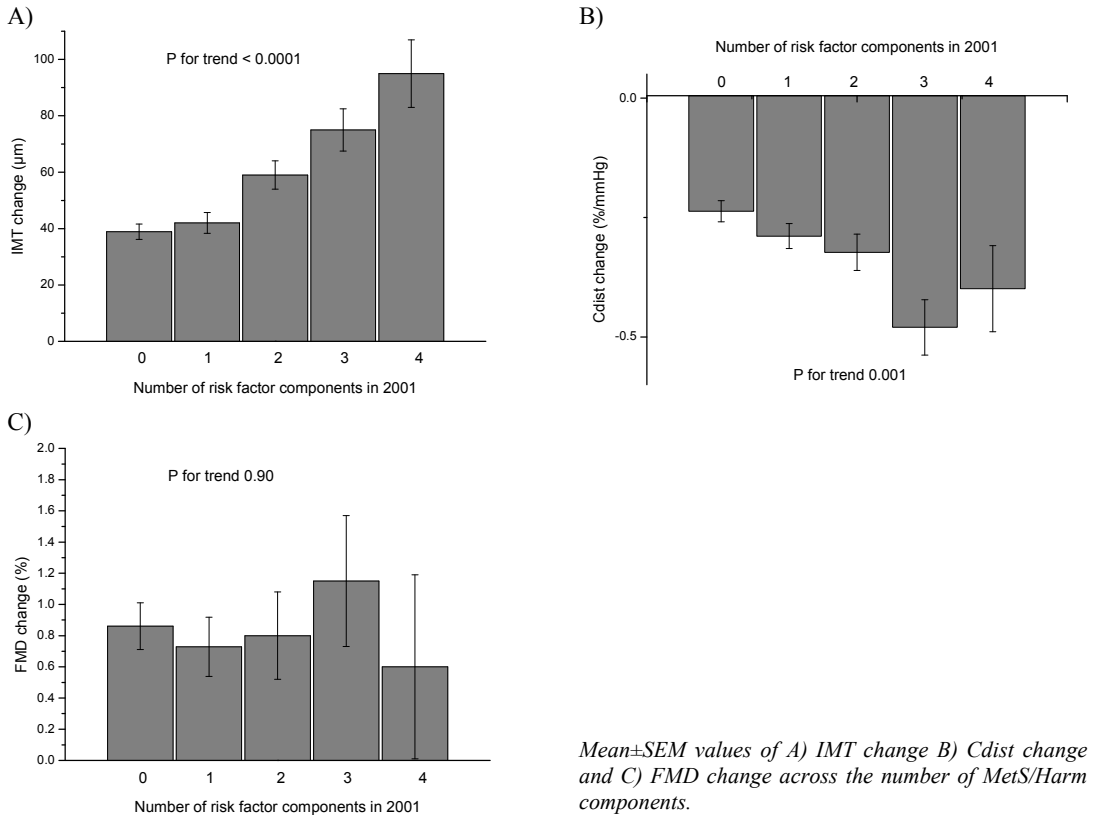 A)
P for trend < 0.0001
IMT change (μm)
100
80
60
40
20
0
0 1 2 3 4
Number of risk factor components in 2001
B)
Number of risk factor components in 2001
0 1 2 3 4
Cdist change (%/mmHg)
0.0
-0.5
P for trend 0.001
C)
P for trend 0.90
FMD change (%)
2.0
1.8
1.6
1.4
1.2
1.0
0.8
0.6
0.4
0.2
0.0
0 1 2 3 4
Number of risk factor components in 2001
Mean±SEM values of A) IMT change B) Cdist change
and C) FMD change across the number of MetS/Harm
components.